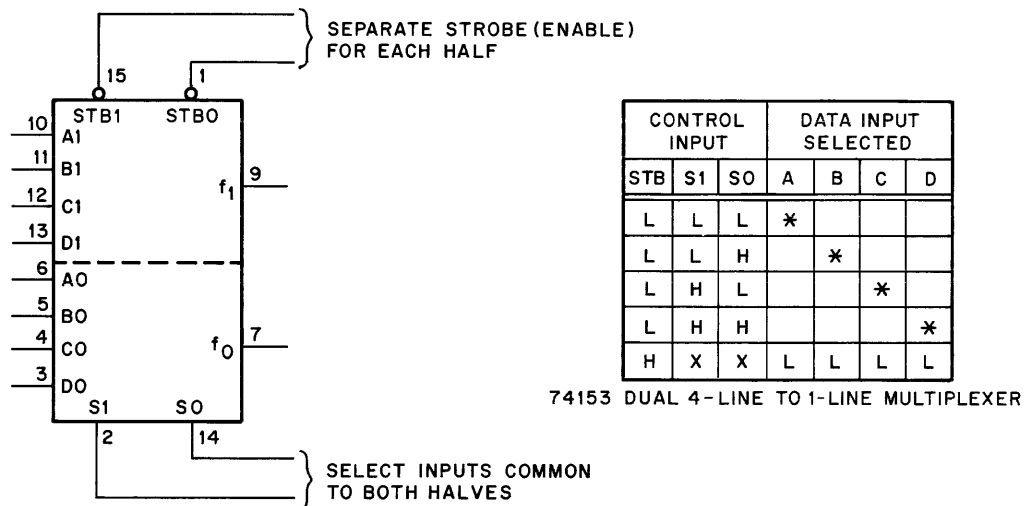 SEPARATE STROBE (ENABLE)
FOR EACH HALF
15 1
STB1 STB0
10 A1
11 B1
12 C1
13 D1
6 A0
5 B0
4 C0
3 D0
f1 9
f0 7
S1 S0
2 14
SELECT INPUTS COMMON
TO BOTH HALVES
CONTROL INPUT DATA INPUT SELECTED
STB S1 S0 A B C D
L L L *
L L H *
L H L *
L H H *
H X X L L L L
74153 DUAL 4-LINE TO 1-LINE MULTIPLEXER